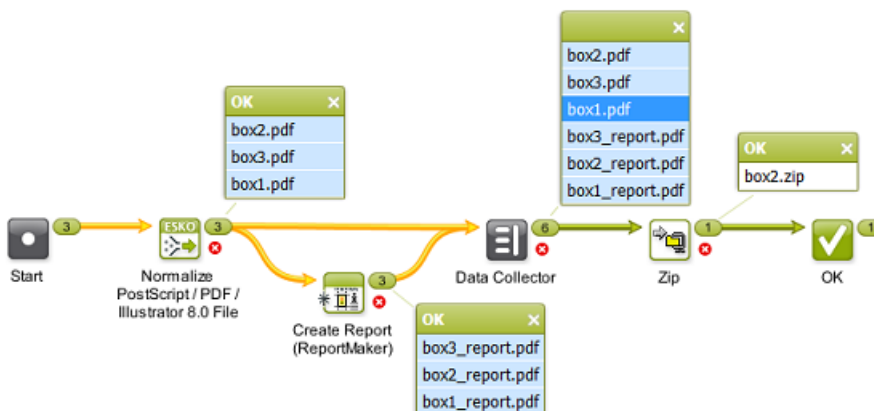 box2.pdf
box3.pdf
box1.pdf
box3_report.pdf
box2_report.pdf
box1_report.pdf
OK
box2.pdf
box3.pdf
box1.pdf
OK
box2.zip
3
ESKO
3
6
1
1
Start
Normalize
PostScript / PDF /
Illustrator 8.0 File
Data Collector
Zip
OK
3
Create Report
(ReportMaker)
OK
box3_report.pdf
box2_report.pdf
box1_report.pdf